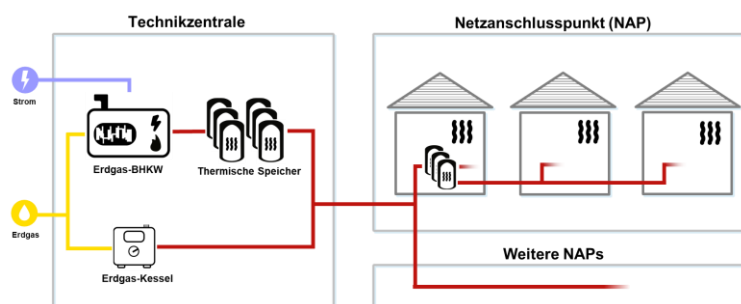 Technikzentrale
Netzanschlusspunkt (NAP)
Strom
Erdgas-BHKW
Thermische Speicher
Erdgas
Erdgas-Kessel
Weitere NAPs